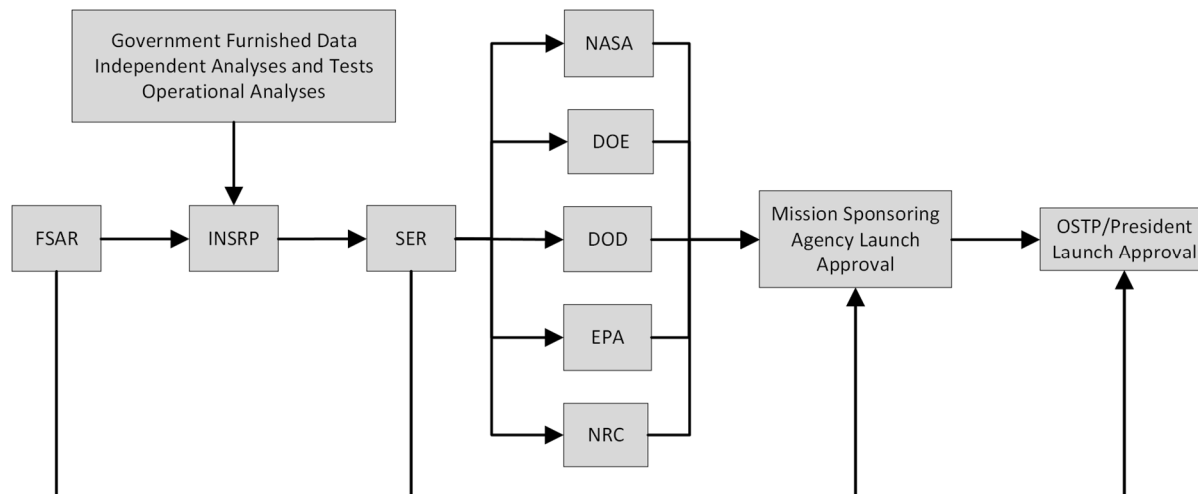 Government Furnished Data
Independent Analyses and Tests
Operational Analyses
FSAR
INSRP
SER
NASA
DOE
DOD
EPA
NRC
Mission Sponsoring
Agency Launch
Approval
OSTP/President
Launch Approval